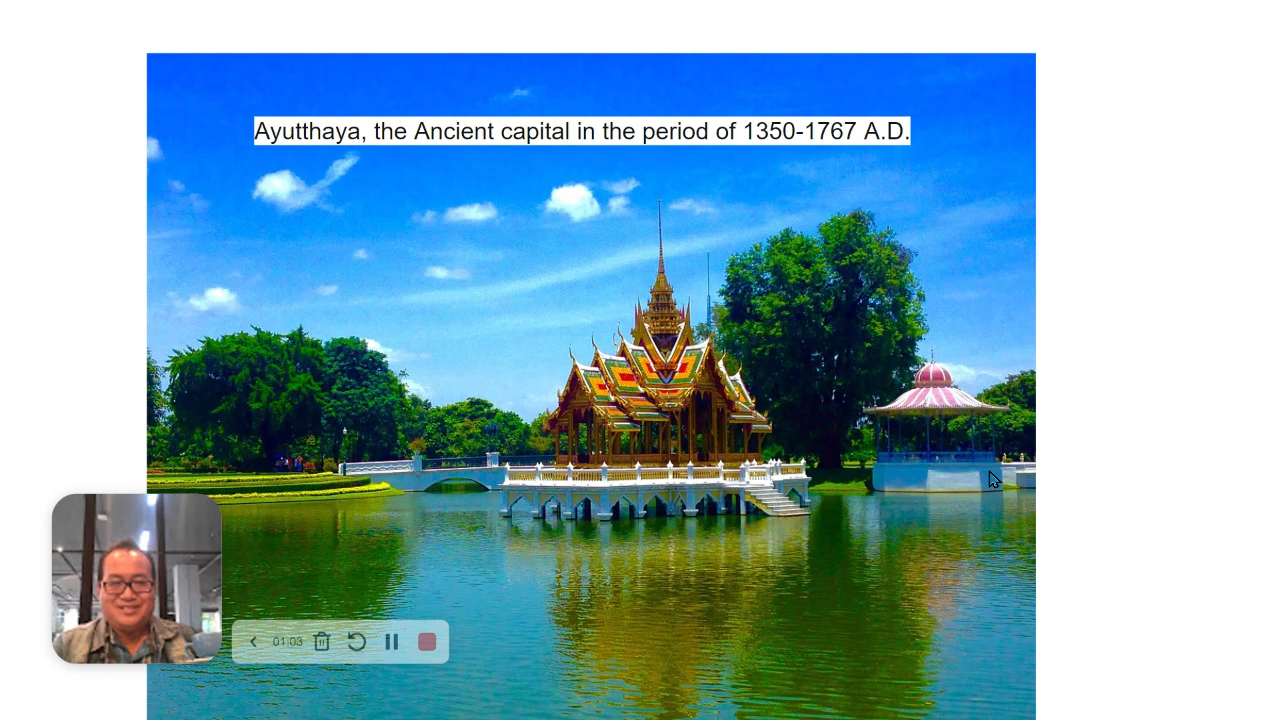 Ayutthaya, the Ancient capital in the period of 1350-1767 A.D.
01:03